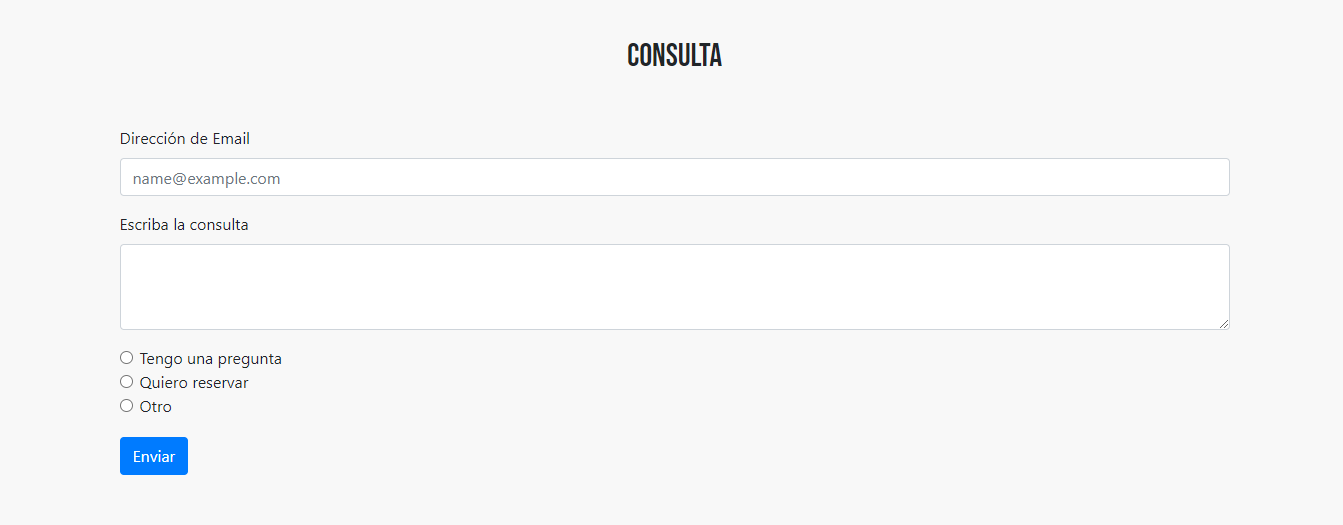 CONSULTA
Dirección de Email
name@example.com
Escriba la consulta
Tengo una pregunta
Quiero reservar
Otro
Enviar